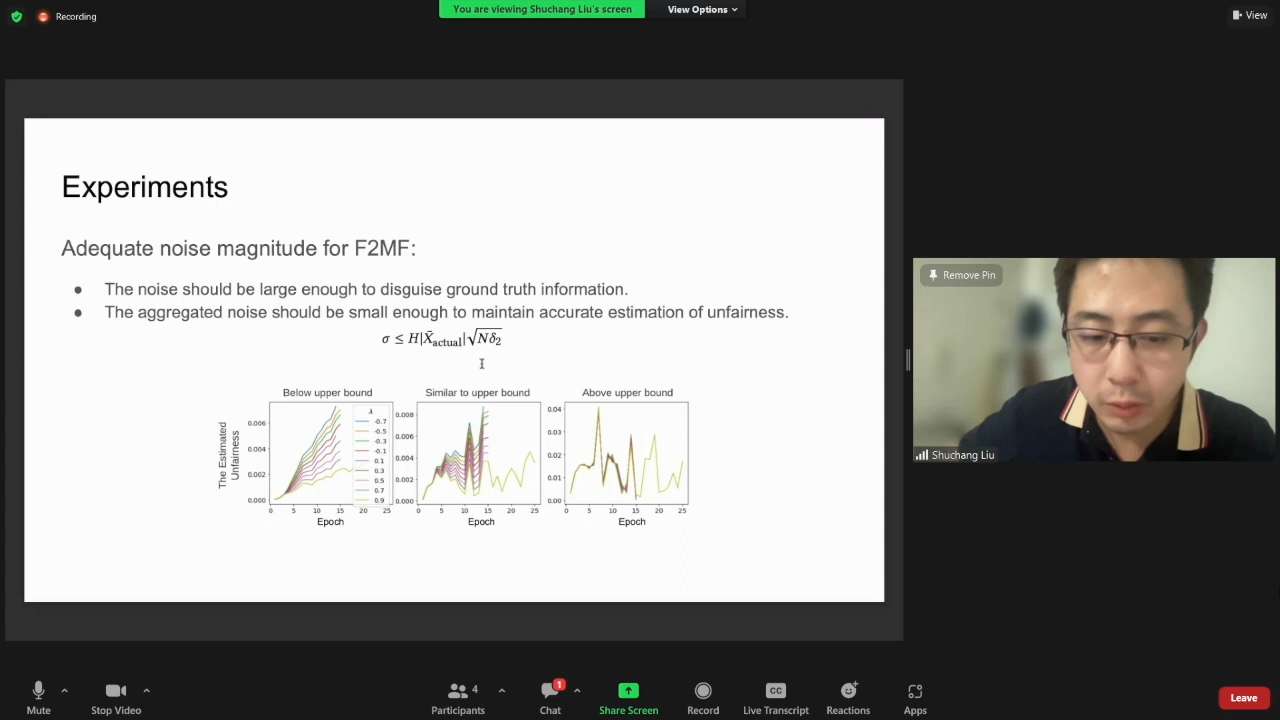 Recording
You are viewing Shuchang Liu's screen
View Options
View
Experiments
Adequate noise magnitude for F2MF:
● The noise should be large enough to disguise ground truth information.
● The aggregated noise should be small enough to maintain accurate estimation of unfairness.
σ ≤ H|X̄actual|√Nδ2
Below upper bound
Similar to upper bound
Above upper bound
The Estimated
Unfairness
0.006
0.004
0.002
0.000
λ
-0.7
-0.5
-0.3
-0.1
0.1
0.3
0.5
0.7
0.9
0 5 10 15 20 25
Epoch
0.008
0.006
0.004
0.002
0.000
0 5 10 15 20 25
Epoch
0.04
0.03
0.02
0.01
0.00
0 5 10 15 20 25
Epoch
Remove Pin
Shuchang Liu
Mute
Stop Video
4
Participants
1
Chat
Share Screen
Record
CC
Live Transcript
Reactions
Apps
Leave